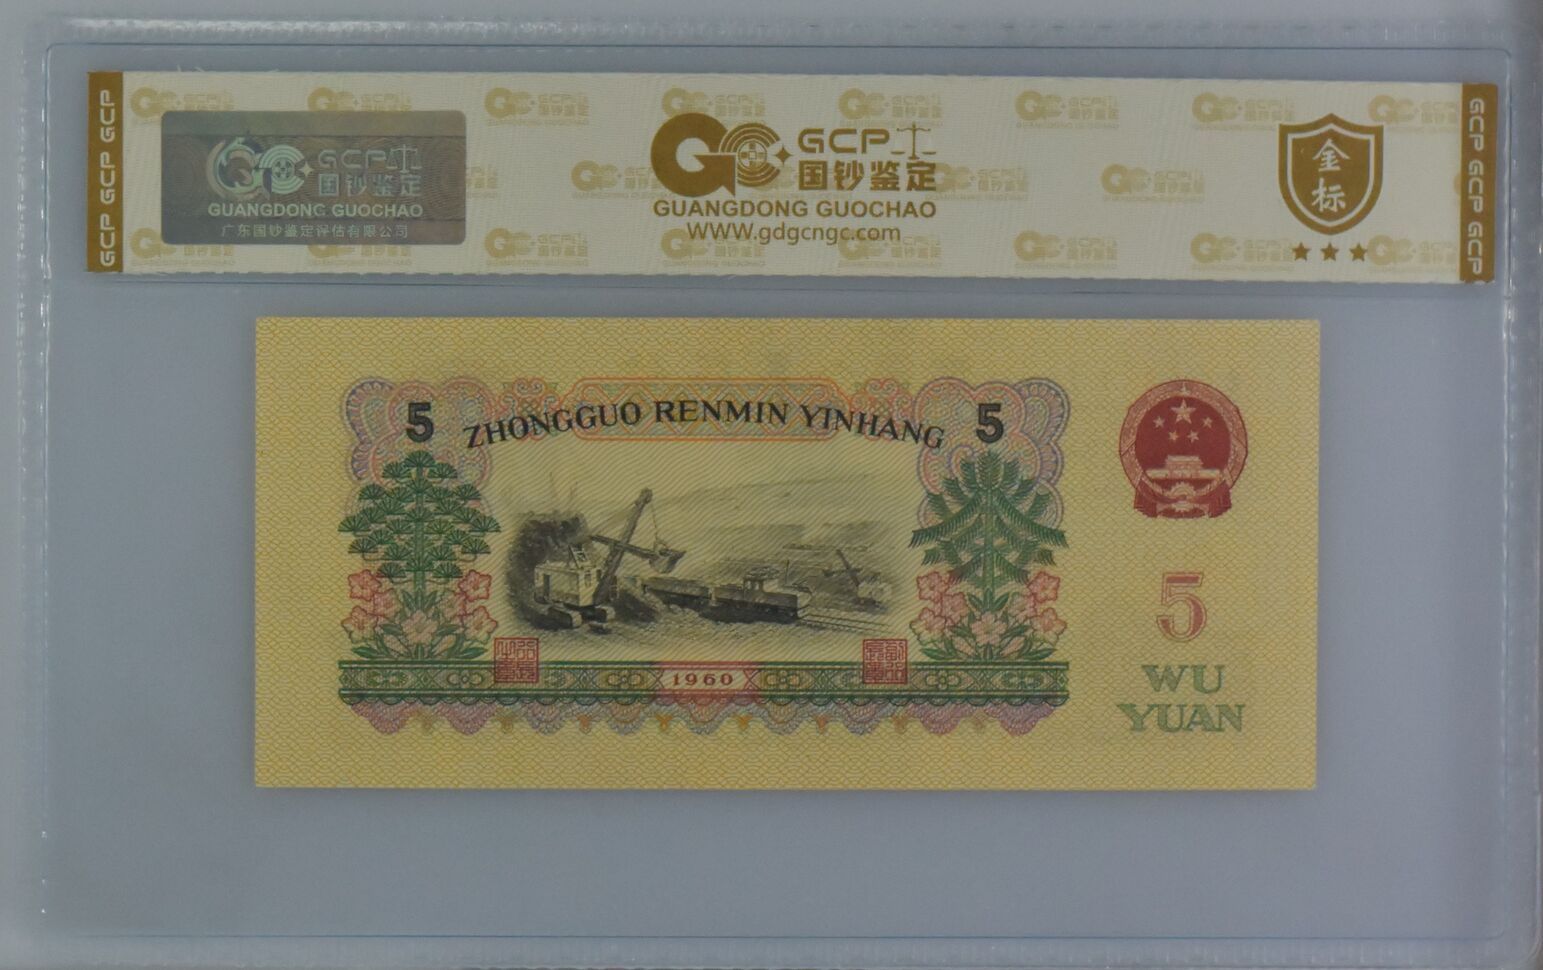 GCP GCP GCP
GCP
国钞鉴定
GUANGDONG GUOCHAO
广东国钞鉴定评估有限公司
GCP
国钞鉴定
GUANGDONG GUOCHAO
WWW.gdgcngc.com
金
标
GCP GCP GCP
5
ZHONGGUO RENMIN YINHANG
5
5
WU
YUAN
1960